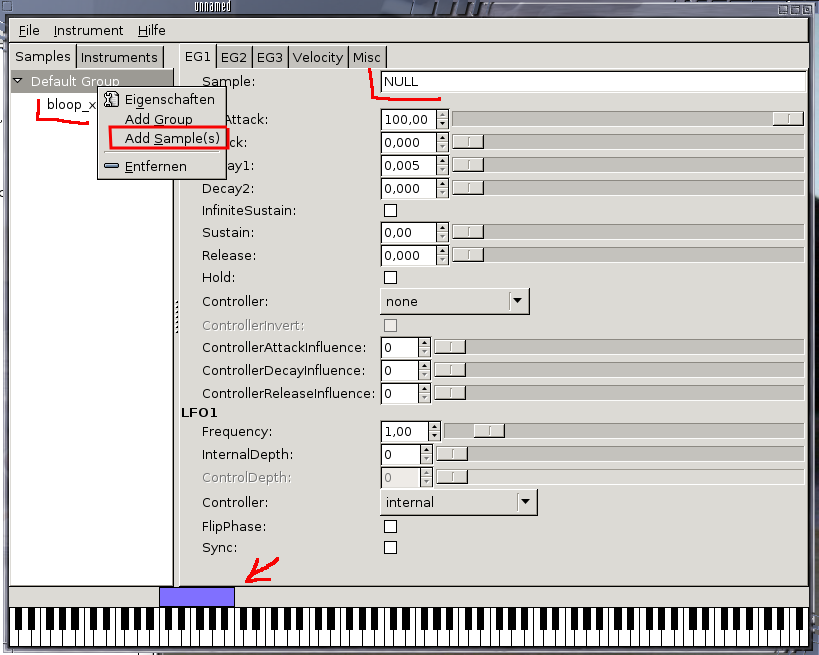 unnamed
File Instrument Hilfe
Samples Instruments EG1 EG2 EG3 Velocity Misc
Default Group
bloop_x
Eigenschaften
Add Group
Add Sample(s)
Entfernen
Sample: NULL
Attack: 100,00
ck: 0,000
ay1: 0,005
Decay2: 0,000
InfiniteSustain:
Sustain: 0,00
Release: 0,000
Hold:
Controller: none
ControllerInvert:
ControllerAttackInfluence: 0
ControllerDecayInfluence: 0
ControllerReleaseInfluence: 0
LFO1
Frequency: 1,00
InternalDepth: 0
ControlDepth: 0
Controller: internal
FlipPhase:
Sync: